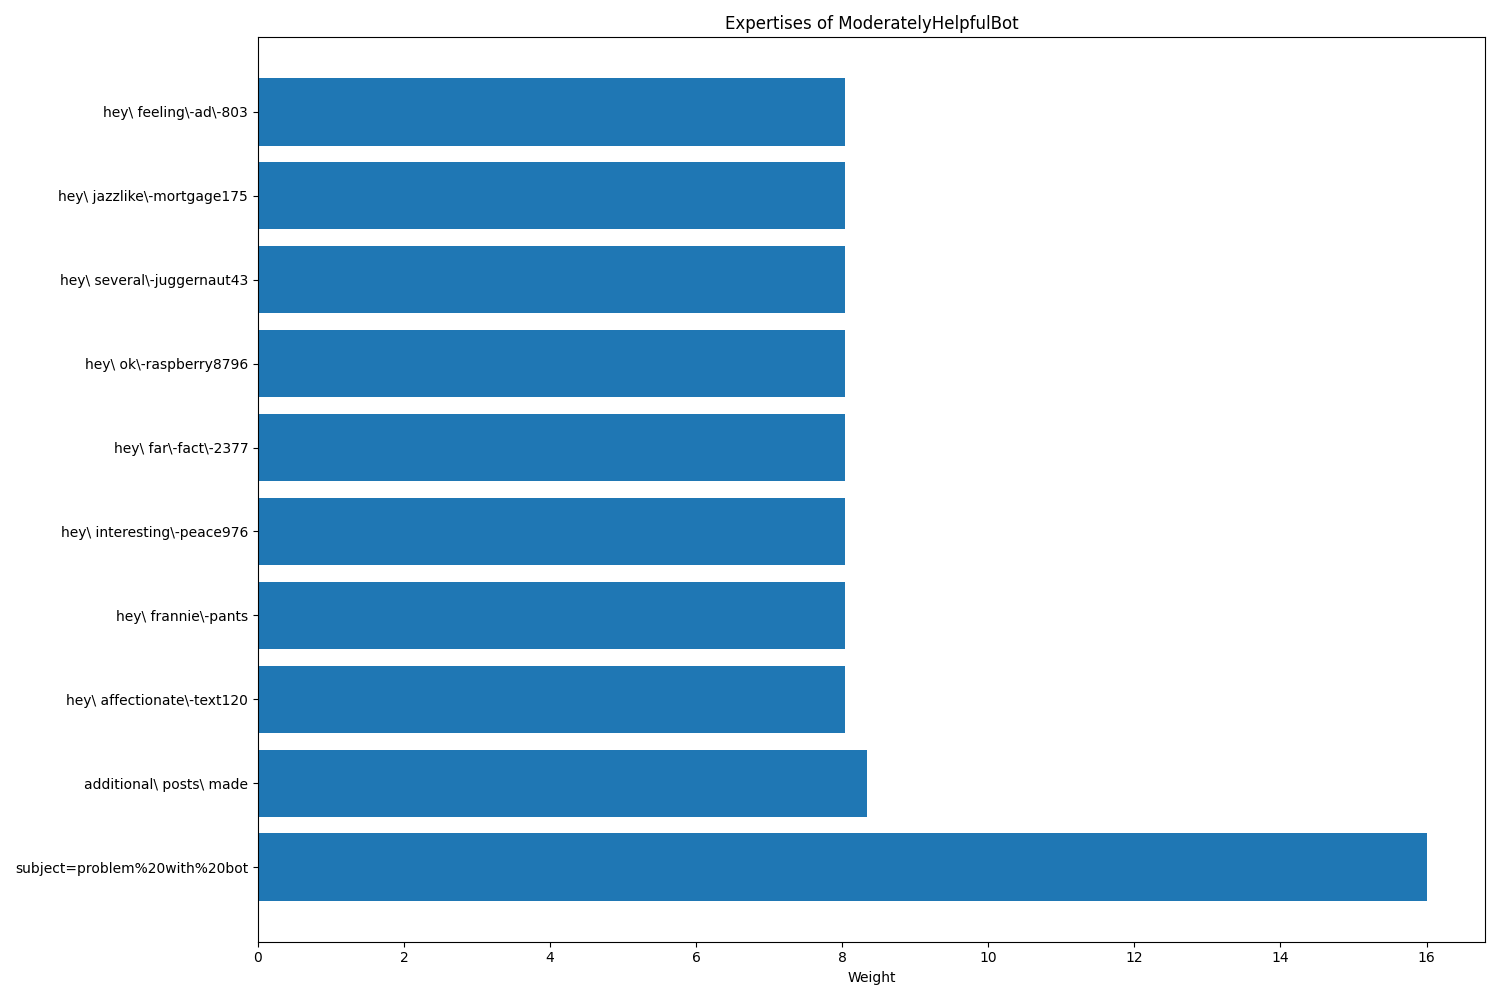 Expertises of ModeratelyHelpfulBot
hey\ feeling\-ad\-803
hey\ jazzlike\-mortgage175
hey\ several\-juggernaut43
hey\ ok\-raspberry8796
hey\ far\-fact\-2377
hey\ interesting\-peace976
hey\ frannie\-pants
hey\ affectionate\-text120
additional\ posts\ made
subject=problem%20with%20bot
0 2 4 6 8 10 12 14 16
Weight